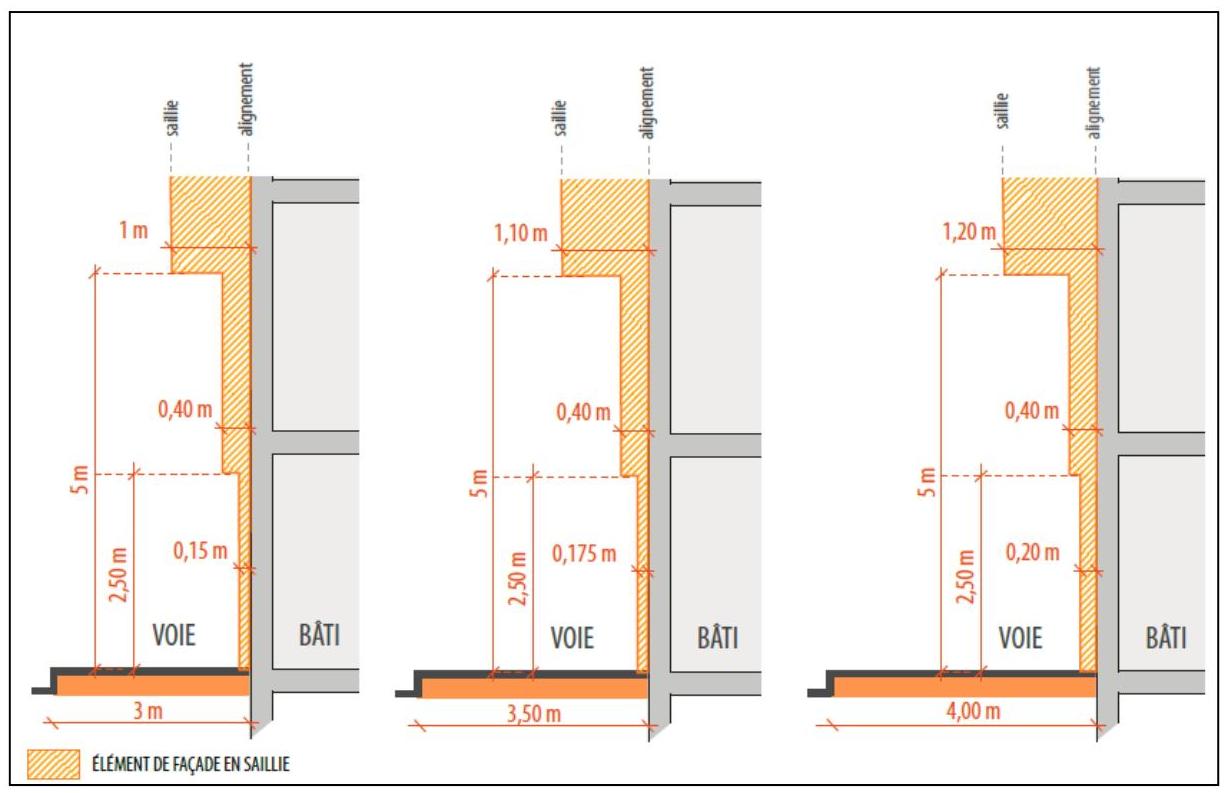 saillie
alignement
1 m
0,40 m
5 m
2,50 m
0,15 m
VOIE
BÂTI
3 m
saillie
alignement
1,10 m
0,40 m
5 m
2,50 m
0,175 m
VOIE
BÂTI
3,50 m
saillie
alignement
1,20 m
0,40 m
5 m
2,50 m
0,20 m
VOIE
BÂTI
4,00 m
ÉLÉMENT DE FAÇADE EN SAILLIE